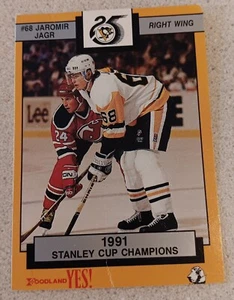 #68 JAROMIR JAGR
25
RIGHT WING
Lee
68
24
1991
STANLEY CUP CHAMPIONS
FOODLAND YES!